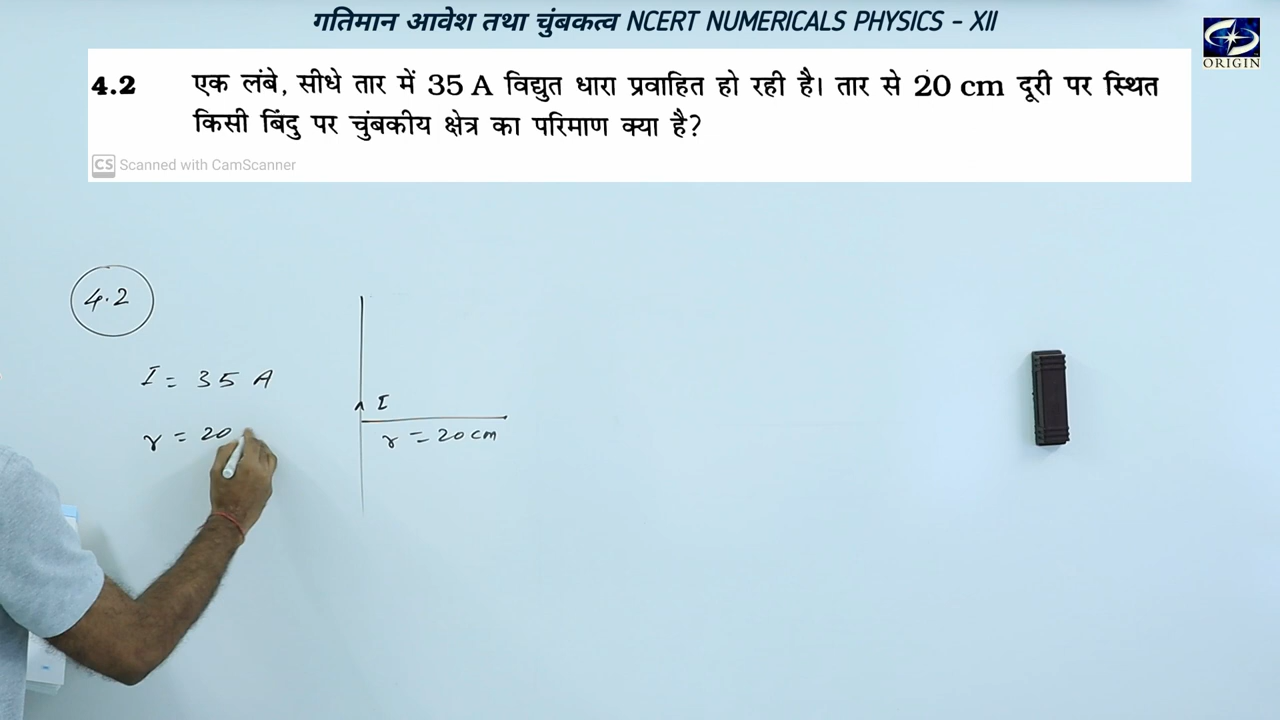 गतिमान आवेश तथा चुंबकत्व NCERT NUMERICALS PHYSICS - XII
ORIGIN
4.2 एक लंबे, सीधे तार में 35 A विद्युत धारा प्रवाहित हो रही है। तार से 20 cm दूरी पर स्थित
किसी बिंदु पर चुंबकीय क्षेत्र का परिमाण क्या है?
CS Scanned with CamScanner
4.2
I = 35 A
I
r = 20
r = 20 cm